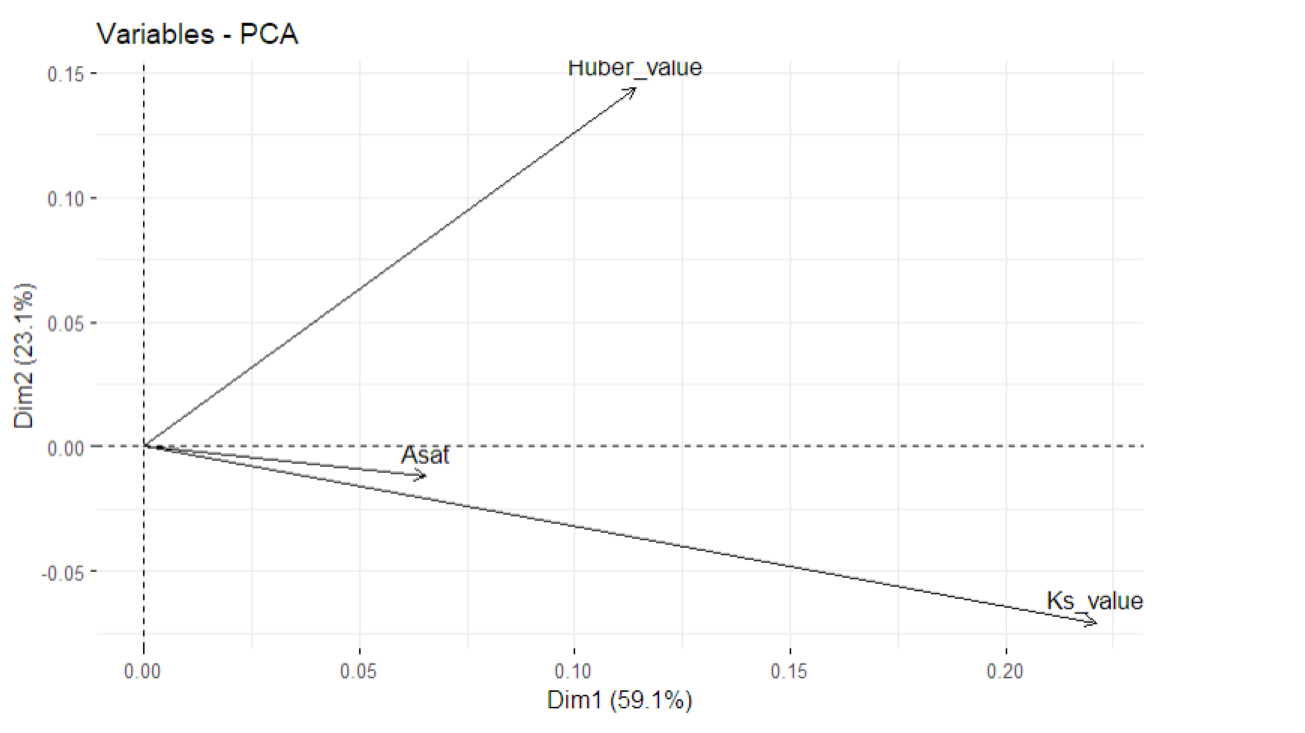 Variables - PCA
Huber_value
0.15
0.10
0.05
0.00
-0.05
Dim2 (23.1%)
Asat
Ks_value
0.00 0.05 0.10 0.15 0.20
Dim1 (59.1%)